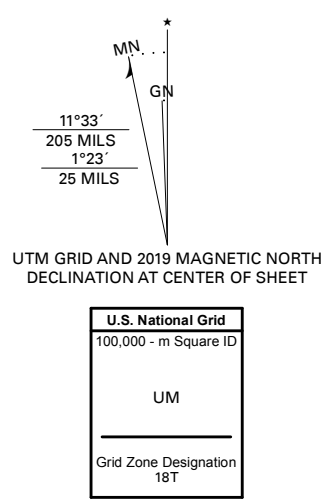 ★
MN
GN
11°33´
205 MILS
1°23´
25 MILS
UTM GRID AND 2019 MAGNETIC NORTH
DECLINATION AT CENTER OF SHEET
U.S. National Grid
100,000 - m Square ID
UM
Grid Zone Designation
18T